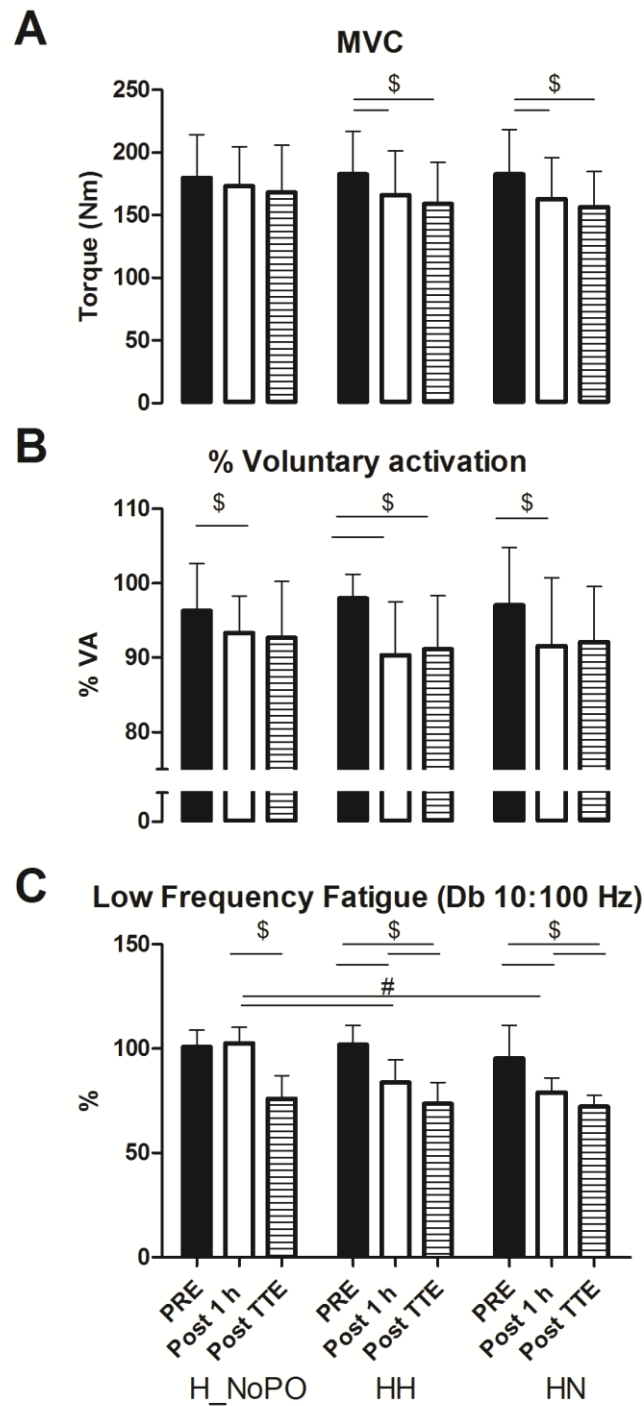 A
MVC
250
200
150
100
50
0
Torque (Nm)
$ $
B
% Voluntary activation
110
100
90
80
0
% VA
$ $ $
C
Low Frequency Fatigue (Db 10:100 Hz)
150
100
50
0
%
$ $ $
#
PRE Post 1 h Post TTE PRE Post 1 h Post TTE PRE Post 1 h Post TTE
H_NoPO HH HN